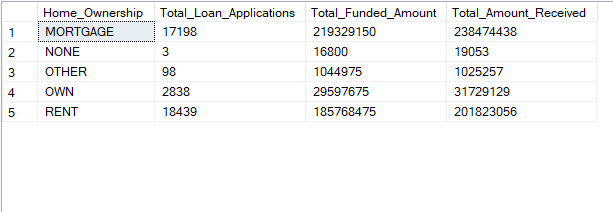 Home_Ownership Total_Loan_Applications Total_Funded_Amount Total_Amount_Received
1 MORTGAGE 17198 219329150 238474438
2 NONE 3 16800 19053
3 OTHER 98 1044975 1025257
4 OWN 2838 29597675 31729129
5 RENT 18439 185768475 201823056